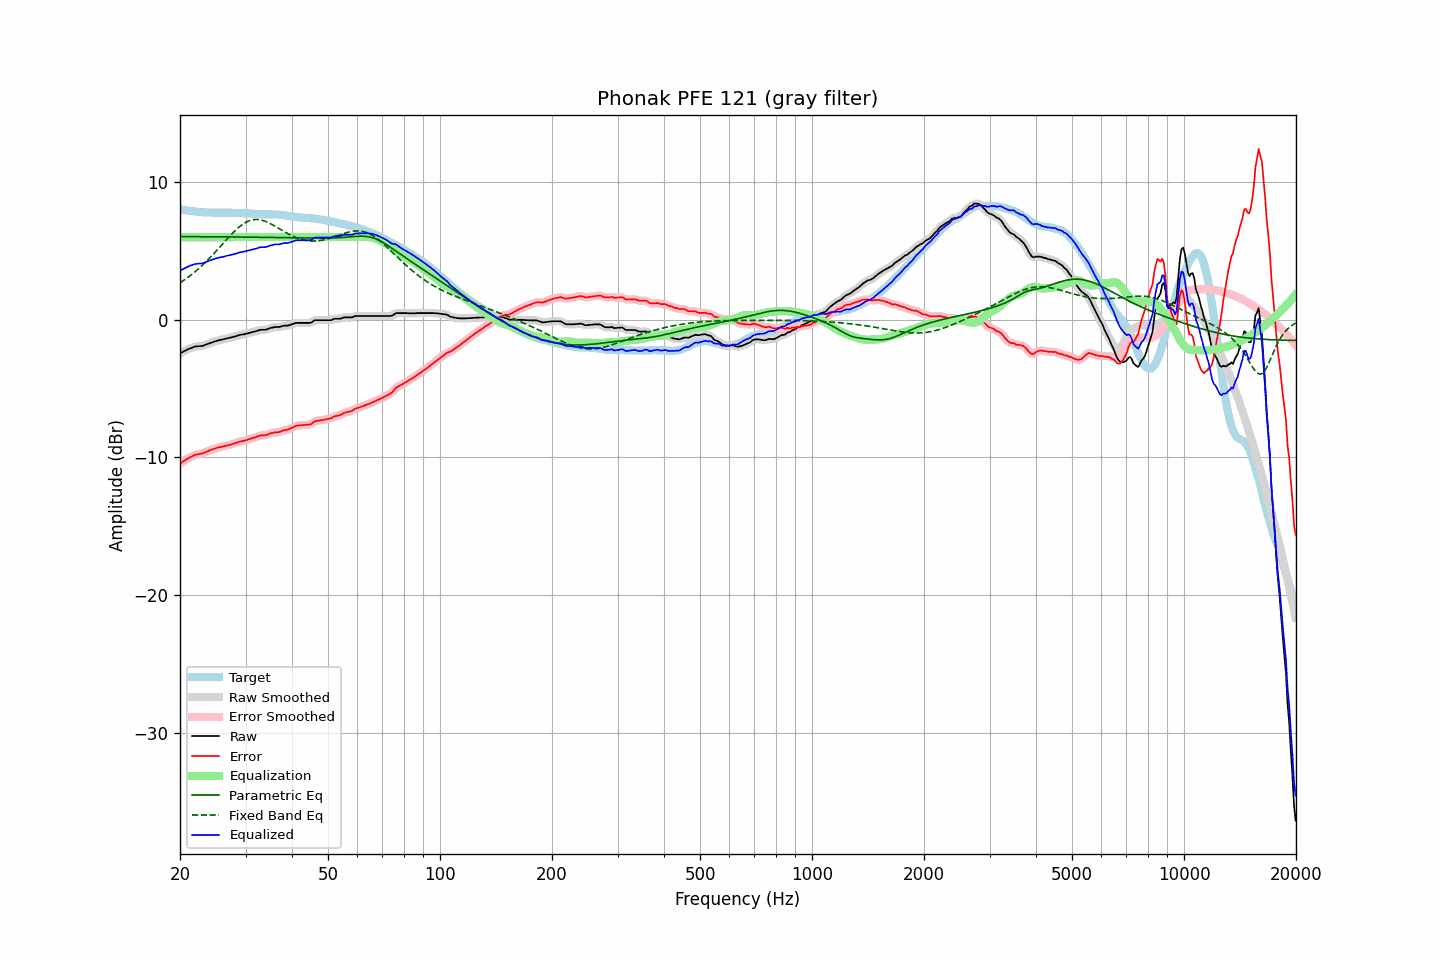 Phonak PFE 121 (gray filter)
10
0
−10
−20
−30
Amplitude (dBr)
Target
Raw Smoothed
Error Smoothed
Raw
Error
Equalization
Parametric Eq
Fixed Band Eq
Equalized
20 50 100 200 500 1000 2000 5000 10000 20000
Frequency (Hz)